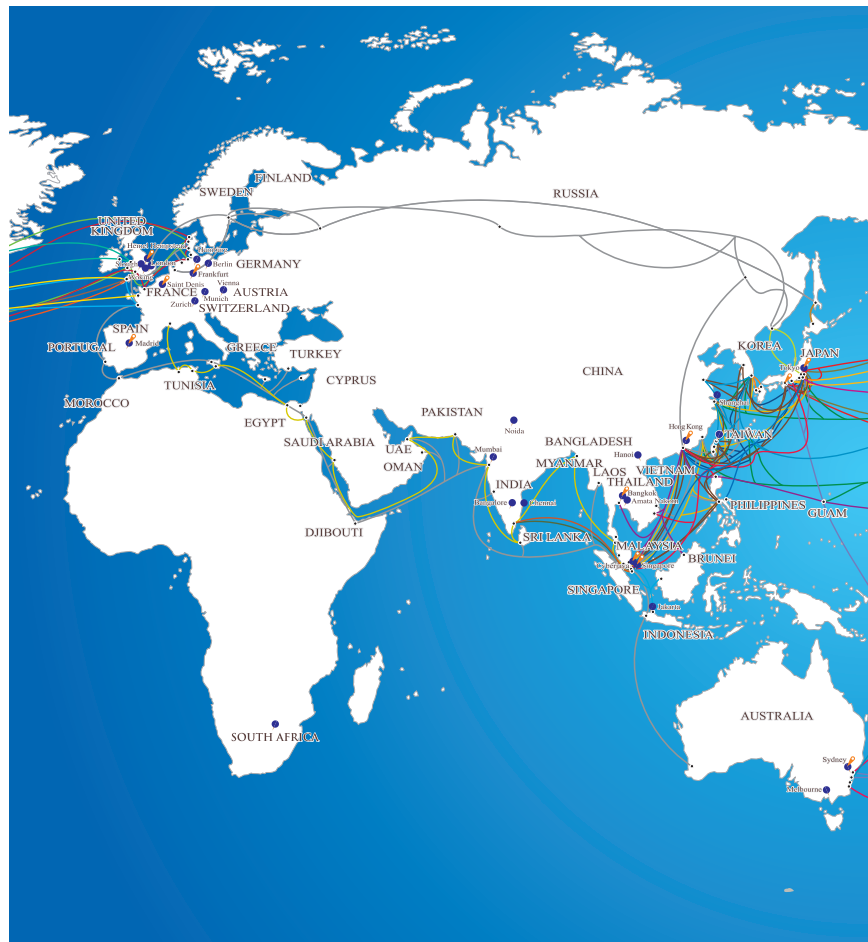 FINLAND
SWEDEN
RUSSIA
UNITED
KINGDOM
Hemel Hempstead
Slough
London
Woking
Berlin
GERMANY
Frankfurt
Saint Denis
Vienna
FRANCE
Munich
AUSTRIA
Zurich
SWITZERLAND
SPAIN
Madrid
PORTUGAL
GREECE
TURKEY
KOREA
JAPAN
Tokyo
TUNISIA
CYPRUS
CHINA
MOROCCO
Shanghai
EGYPT
PAKISTAN
Noida
Hong Kong
TAIWAN
SAUDI ARABIA
UAE
Mumbai
BANGLADESH
Hanoi
OMAN
MYANMAR
LAOS
VIETNAM
INDIA
THAILAND
Bangkok
Bangalore
Chennai
Amata Nakorn
PHILIPPINES
GUAM
DJIBOUTI
SRI LANKA
MALAYSIA
BRUNEI
Cyberjaya
Singapore
SINGAPORE
Jakarta
INDONESIA
AUSTRALIA
SOUTH AFRICA
Sydney
Melbourne